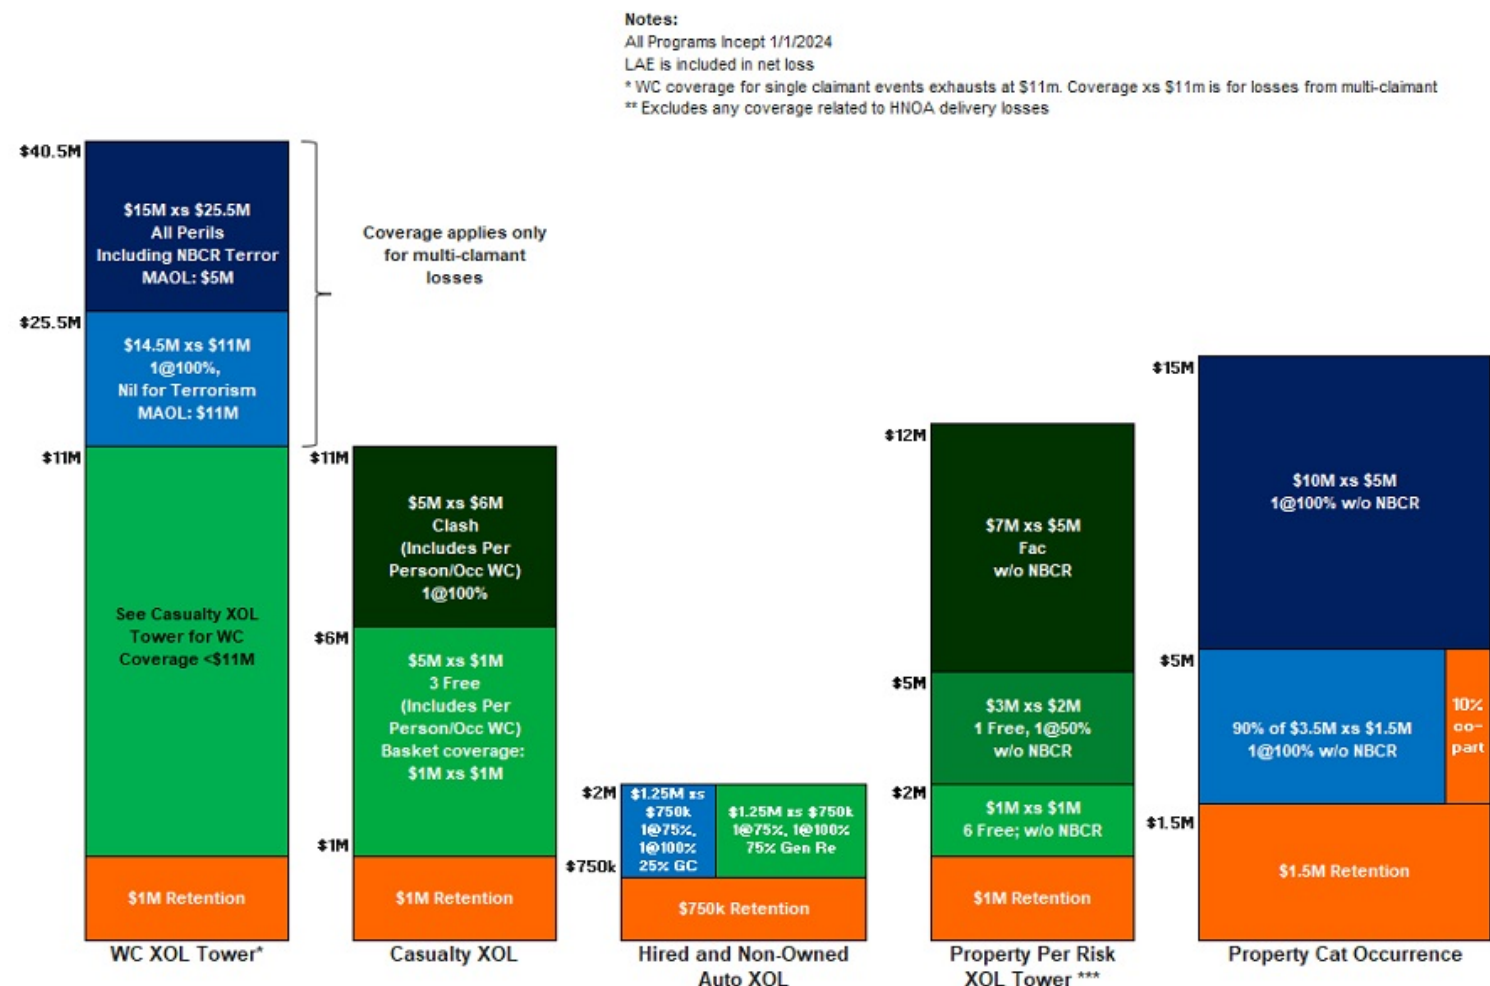 Notes:
All Programs Incept 1/1/2024
LAE is included in net loss
* WC coverage for single claimant events exhausts at $11m. Coverage xs $11m is for losses from multi-claimant
** Excludes any coverage related to HNOA delivery losses
$40.5M
$15M xs $25.5M
All Perils
Including NBCR Terror
MAOL: $5M
$25.5M
$14.5M xs $11M
1@100%,
Nil for Terrorism
MAOL: $11M
$11M
See Casualty XOL
Tower for WC
Coverage <$11M
$1M Retention
WC XOL Tower*
Coverage applies only
for multi-clamant
losses
$11M
$5M xs $6M
Clash
(Includes Per
Person/Occ WC)
1@100%
$6M
$5M xs $1M
3 Free
(Includes Per
Person/Occ WC)
Basket coverage:
$1M xs $1M
$1M
$1M Retention
Casualty XOL
$2M
$1.25M xs
$750k
1@75%,
1@100%
25% GC
$1.25M xs $750k
1@75%, 1@100%
75% Gen Re
$750k
$750k Retention
Hired and Non-Owned
Auto XOL
$12M
$7M xs $5M
Fac
w/o NBCR
$5M
$3M xs $2M
1 Free, 1@50%
w/o NBCR
$2M
$1M xs $1M
6 Free; w/o NBCR
$1M Retention
Property Per Risk
XOL Tower ***
$15M
$10M xs $5M
1@100% w/o NBCR
$5M
90% of $3.5M xs $1.5M
1@100% w/o NBCR
10%
co-
part
$1.5M
$1.5M Retention
Property Cat Occurrence